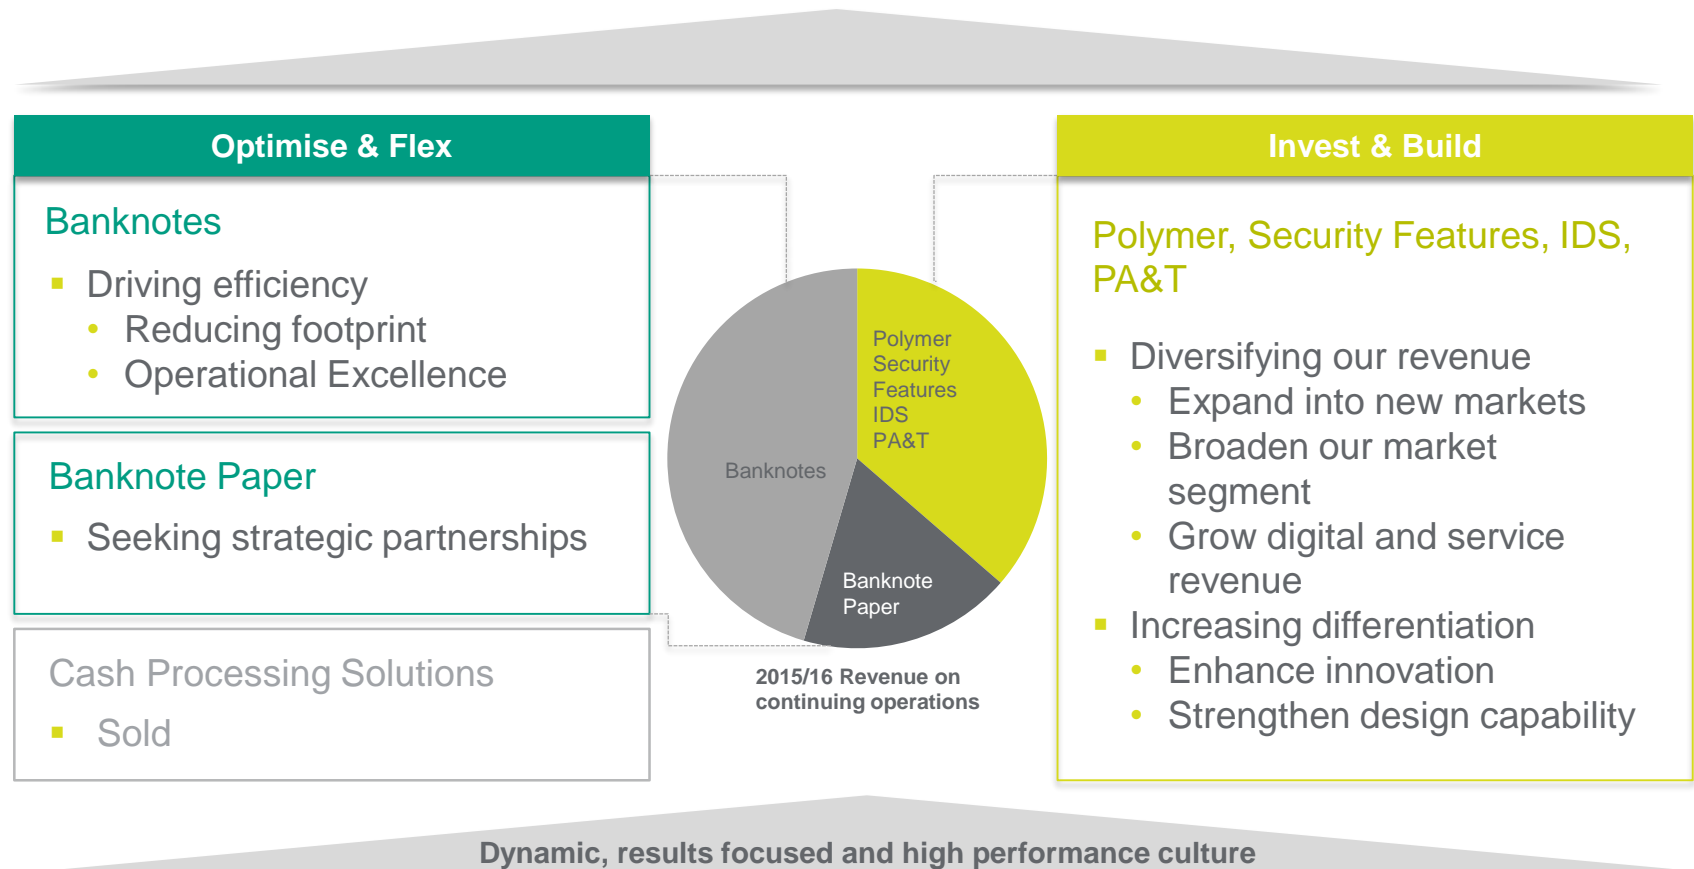 Optimise & Flex
Banknotes
▪ Driving efficiency
• Reducing footprint
• Operational Excellence
Banknote Paper
▪ Seeking strategic partnerships
Cash Processing Solutions
▪ Sold
Polymer
Security
Features
IDS
PA&T
Banknotes
Banknote
Paper
2015/16 Revenue on
continuing operations
Invest & Build
Polymer, Security Features, IDS,
PA&T
▪ Diversifying our revenue
• Expand into new markets
• Broaden our market
segment
• Grow digital and service
revenue
▪ Increasing differentiation
• Enhance innovation
• Strengthen design capability
Dynamic, results focused and high performance culture